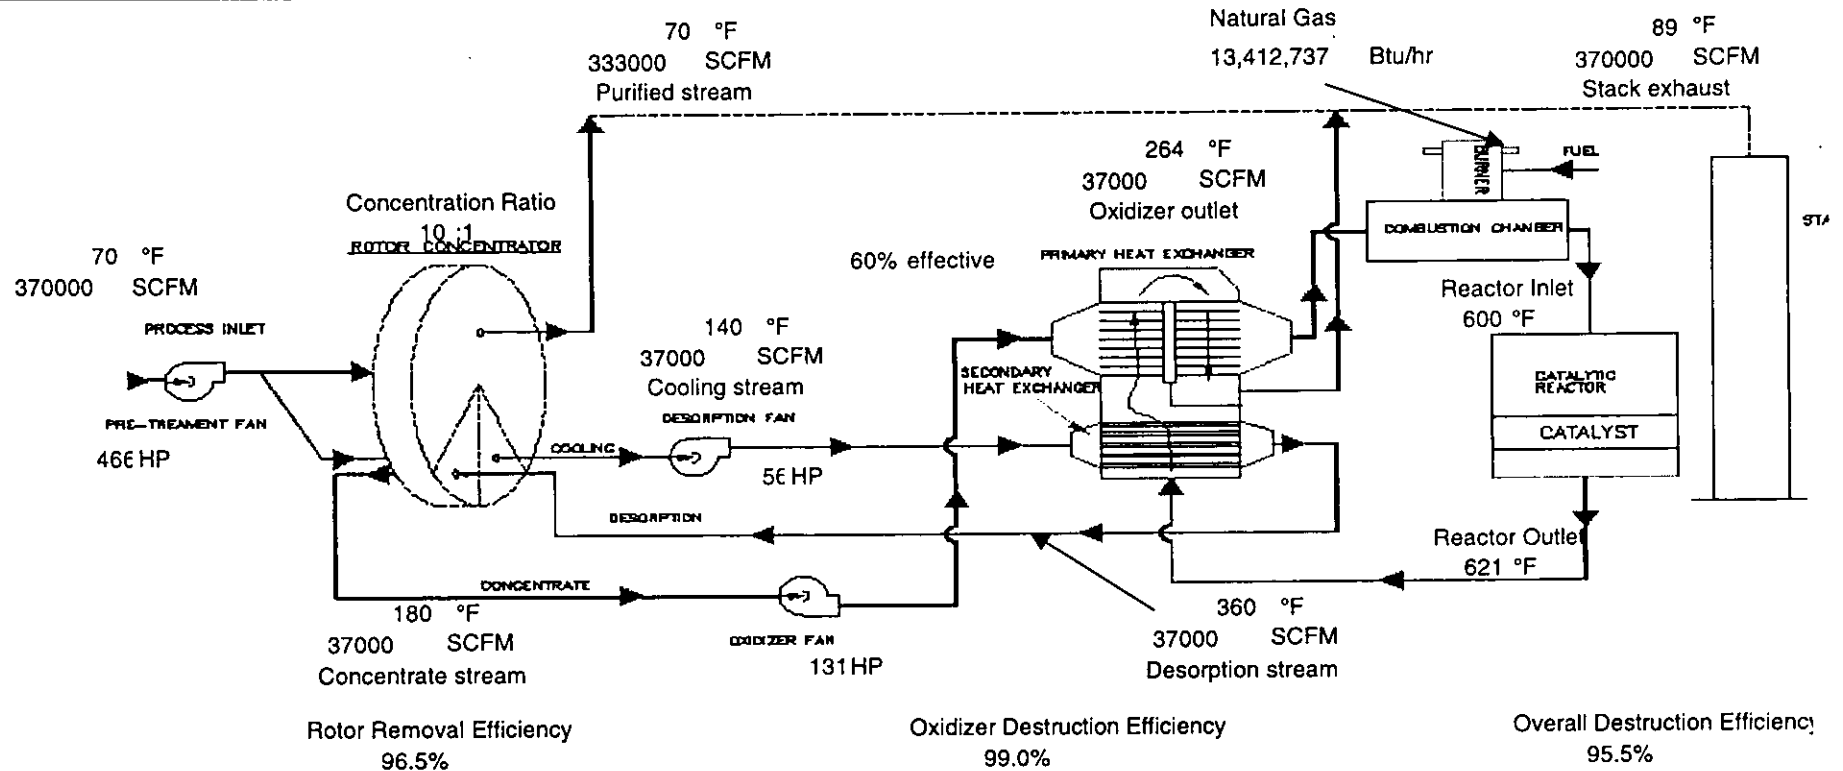 70 °F
333000 SCFM
Purified stream
Natural Gas
13,412,737 Btu/hr
89 °F
370000 SCFM
Stack exhaust
BURNER
FUEL
264 °F
37000 SCFM
Oxidizer outlet
Concentration Ratio
10 :1
ROTOR CONCENTRATOR
COMBUSTION CHAMBER
STA
70 °F
370000 SCFM
60% effective
PRIMARY HEAT EXCHANGER
Reactor Inlet
600 °F
PROCESS INLET
140 °F
37000 SCFM
Cooling stream
SECONDARY
HEAT EXCHANGER
CATALYTIC
REACTOR
PRE-TREAMENT FAN
466 HP
DESORPTION FAN
COOLING
56 HP
CATALYST
DESORPTION
Reactor Outlet
621 °F
CONCENTRATE
180 °F
37000 SCFM
Concentrate stream
OXIDIZER FAN
131 HP
360 °F
37000 SCFM
Desorption stream
Rotor Removal Efficiency
96.5%
Oxidizer Destruction Efficiency
99.0%
Overall Destruction Efficiency
95.5%